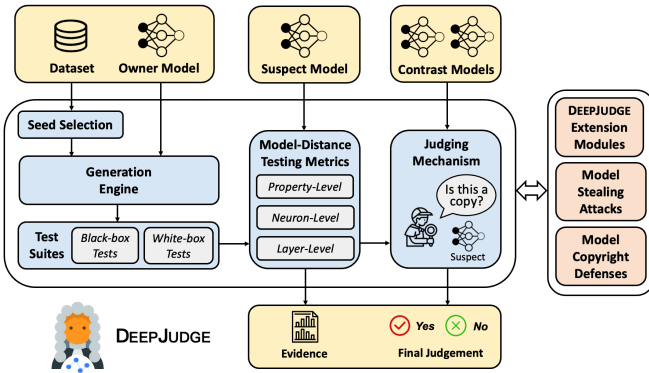 Dataset
Owner Model
Suspect Model
Contrast Models
Seed Selection
Generation
Engine
Test
Suites
Black-box
Tests
White-box
Tests
Model-Distance
Testing Metrics
Property-Level
Neuron-Level
Layer-Level
Judging
Mechanism
Is this a
copy?
Suspect
DEEPJUDGE
Extension
Modules
Model
Stealing
Attacks
Model
Copyright
Defenses
DEEPJUDGE
Evidence
Yes
No
Final Judgement